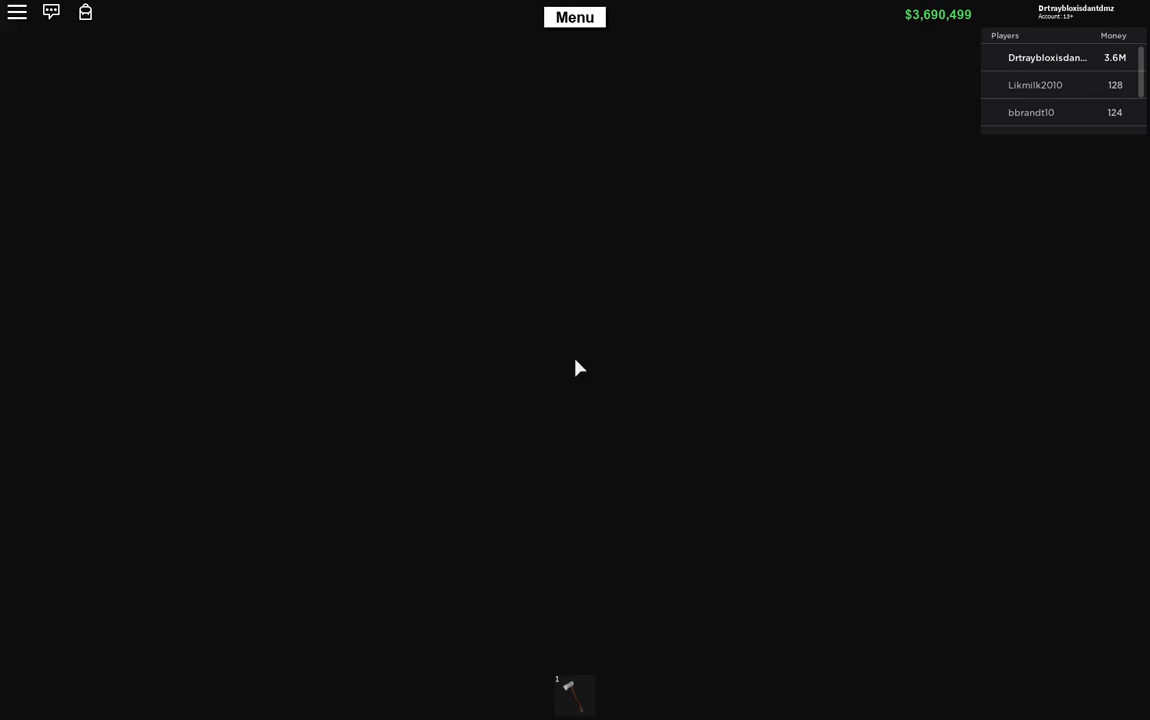 Menu
$3,690,499
Drtraybloxisdantdmz
Account: 13+
Players Money
Drtraybloxisdan... 3.6M
Likmilk2010 128
bbrandt10 124
1